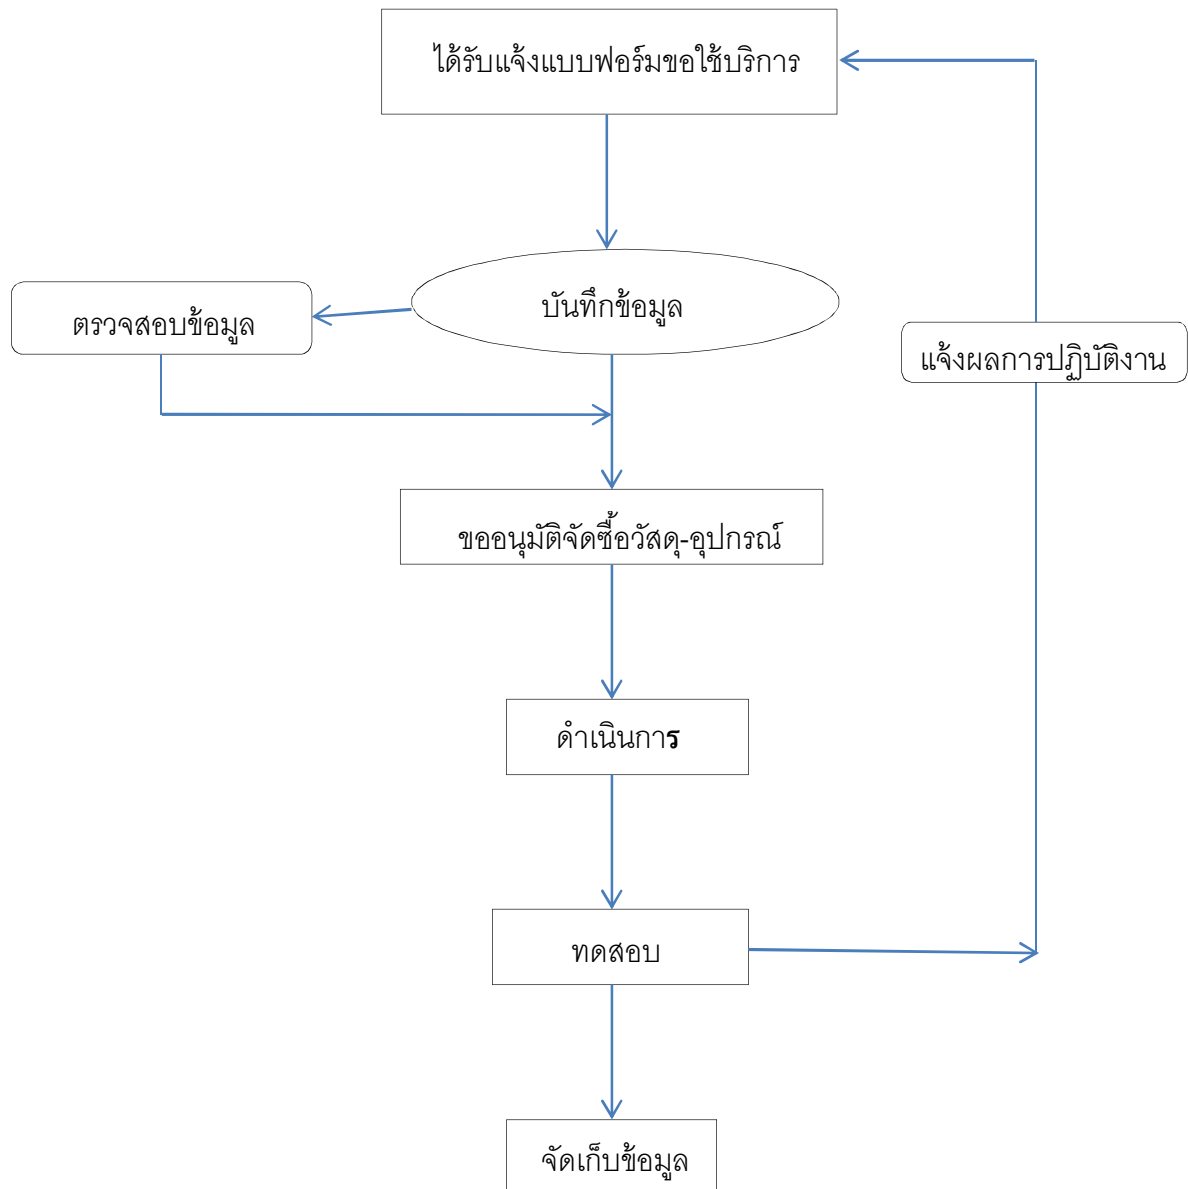 ได้รับแจ้งแบบฟอร์มขอใช้บริการ
บันทึกข้อมูล
ตรวจสอบข้อมูล
แจ้งผลการปฏิบัติงาน
ขออนุมัติจัดซื้อวัสดุ-อุปกรณ์
ดำเนินการ
ทดสอบ
จัดเก็บข้อมูล